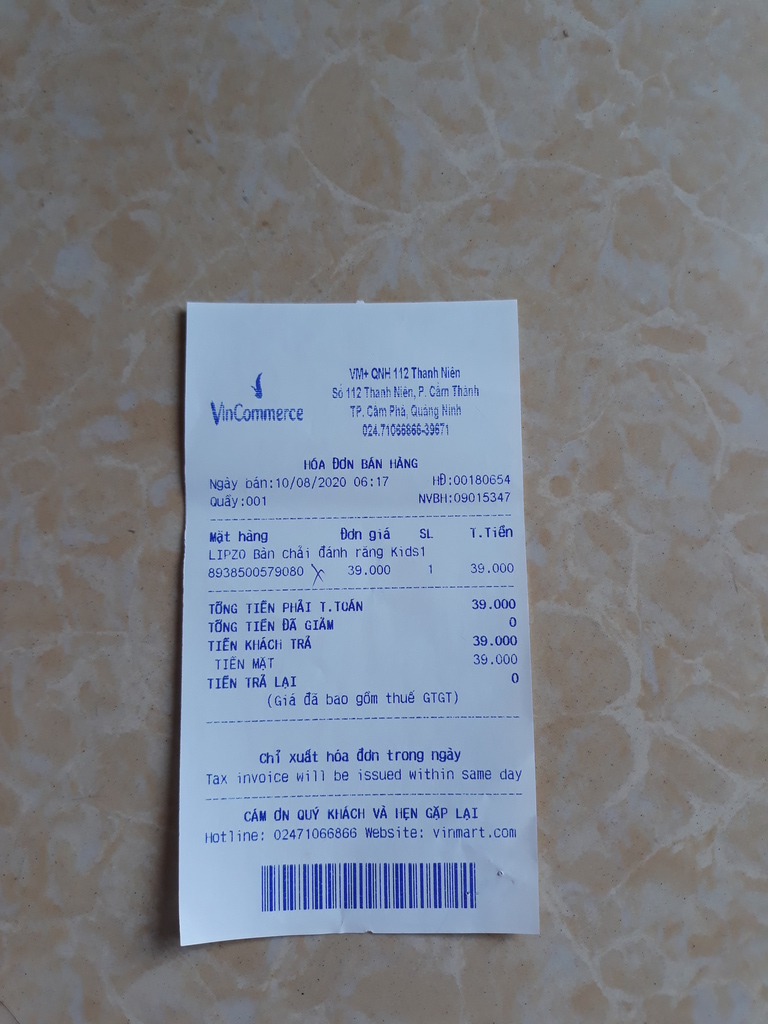 VinCommerce
VM+ QNH 112 Thanh Niên
Số 112 Thanh Niên, P. Cẩm Thành
TP. Cẩm Phả, Quảng Ninh
024.71066866-39671
HÓA ĐƠN BÁN HÀNG
Ngày bán:10/08/2020 06:17 HĐ:00180654
Quầy:001 NVBH:09015347
Mặt hàng Đơn giá SL T.Tiền
LIPZO Bàn chải đánh răng Kids1
8938500579080 39.000 1 39.000
TỔNG TIỀN PHẢI T.TOÁN 39.000
TỔNG TIỀN ĐÃ GIẢM 0
TIỀN KHÁCH TRẢ 39.000
TIỀN MẶT 39.000
TIỀN TRẢ LẠI 0
(Giá đã bao gồm thuế GTGT)
Chỉ xuất hóa đơn trong ngày
Tax invoice will be issued within same day
CẢM ƠN QUÝ KHÁCH VÀ HẸN GẶP LẠI
Hotline: 02471066866 Website: vinmart.com